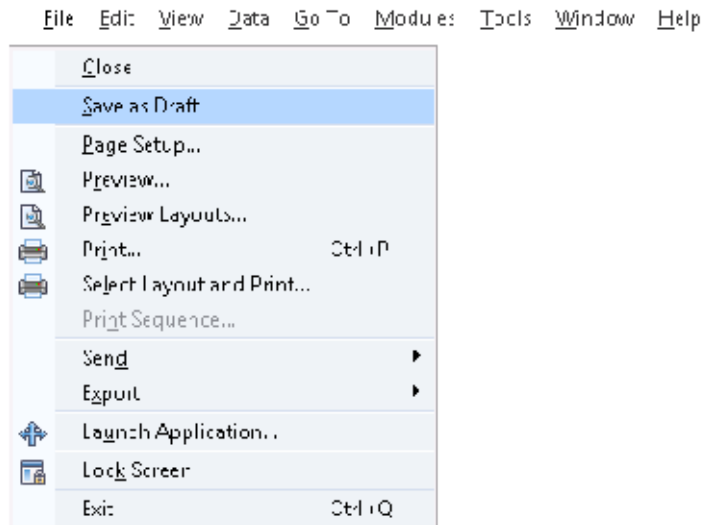 File Edit View Data Go To Modules Tools Window Help
Close
Save as Draft
Page Setup...
Preview...
Preview Layouts...
Print... Ctrl+P
Select Layout and Print...
Print Sequence...
Send
Export
Launch Application...
Lock Screen
Exit Ctrl+Q